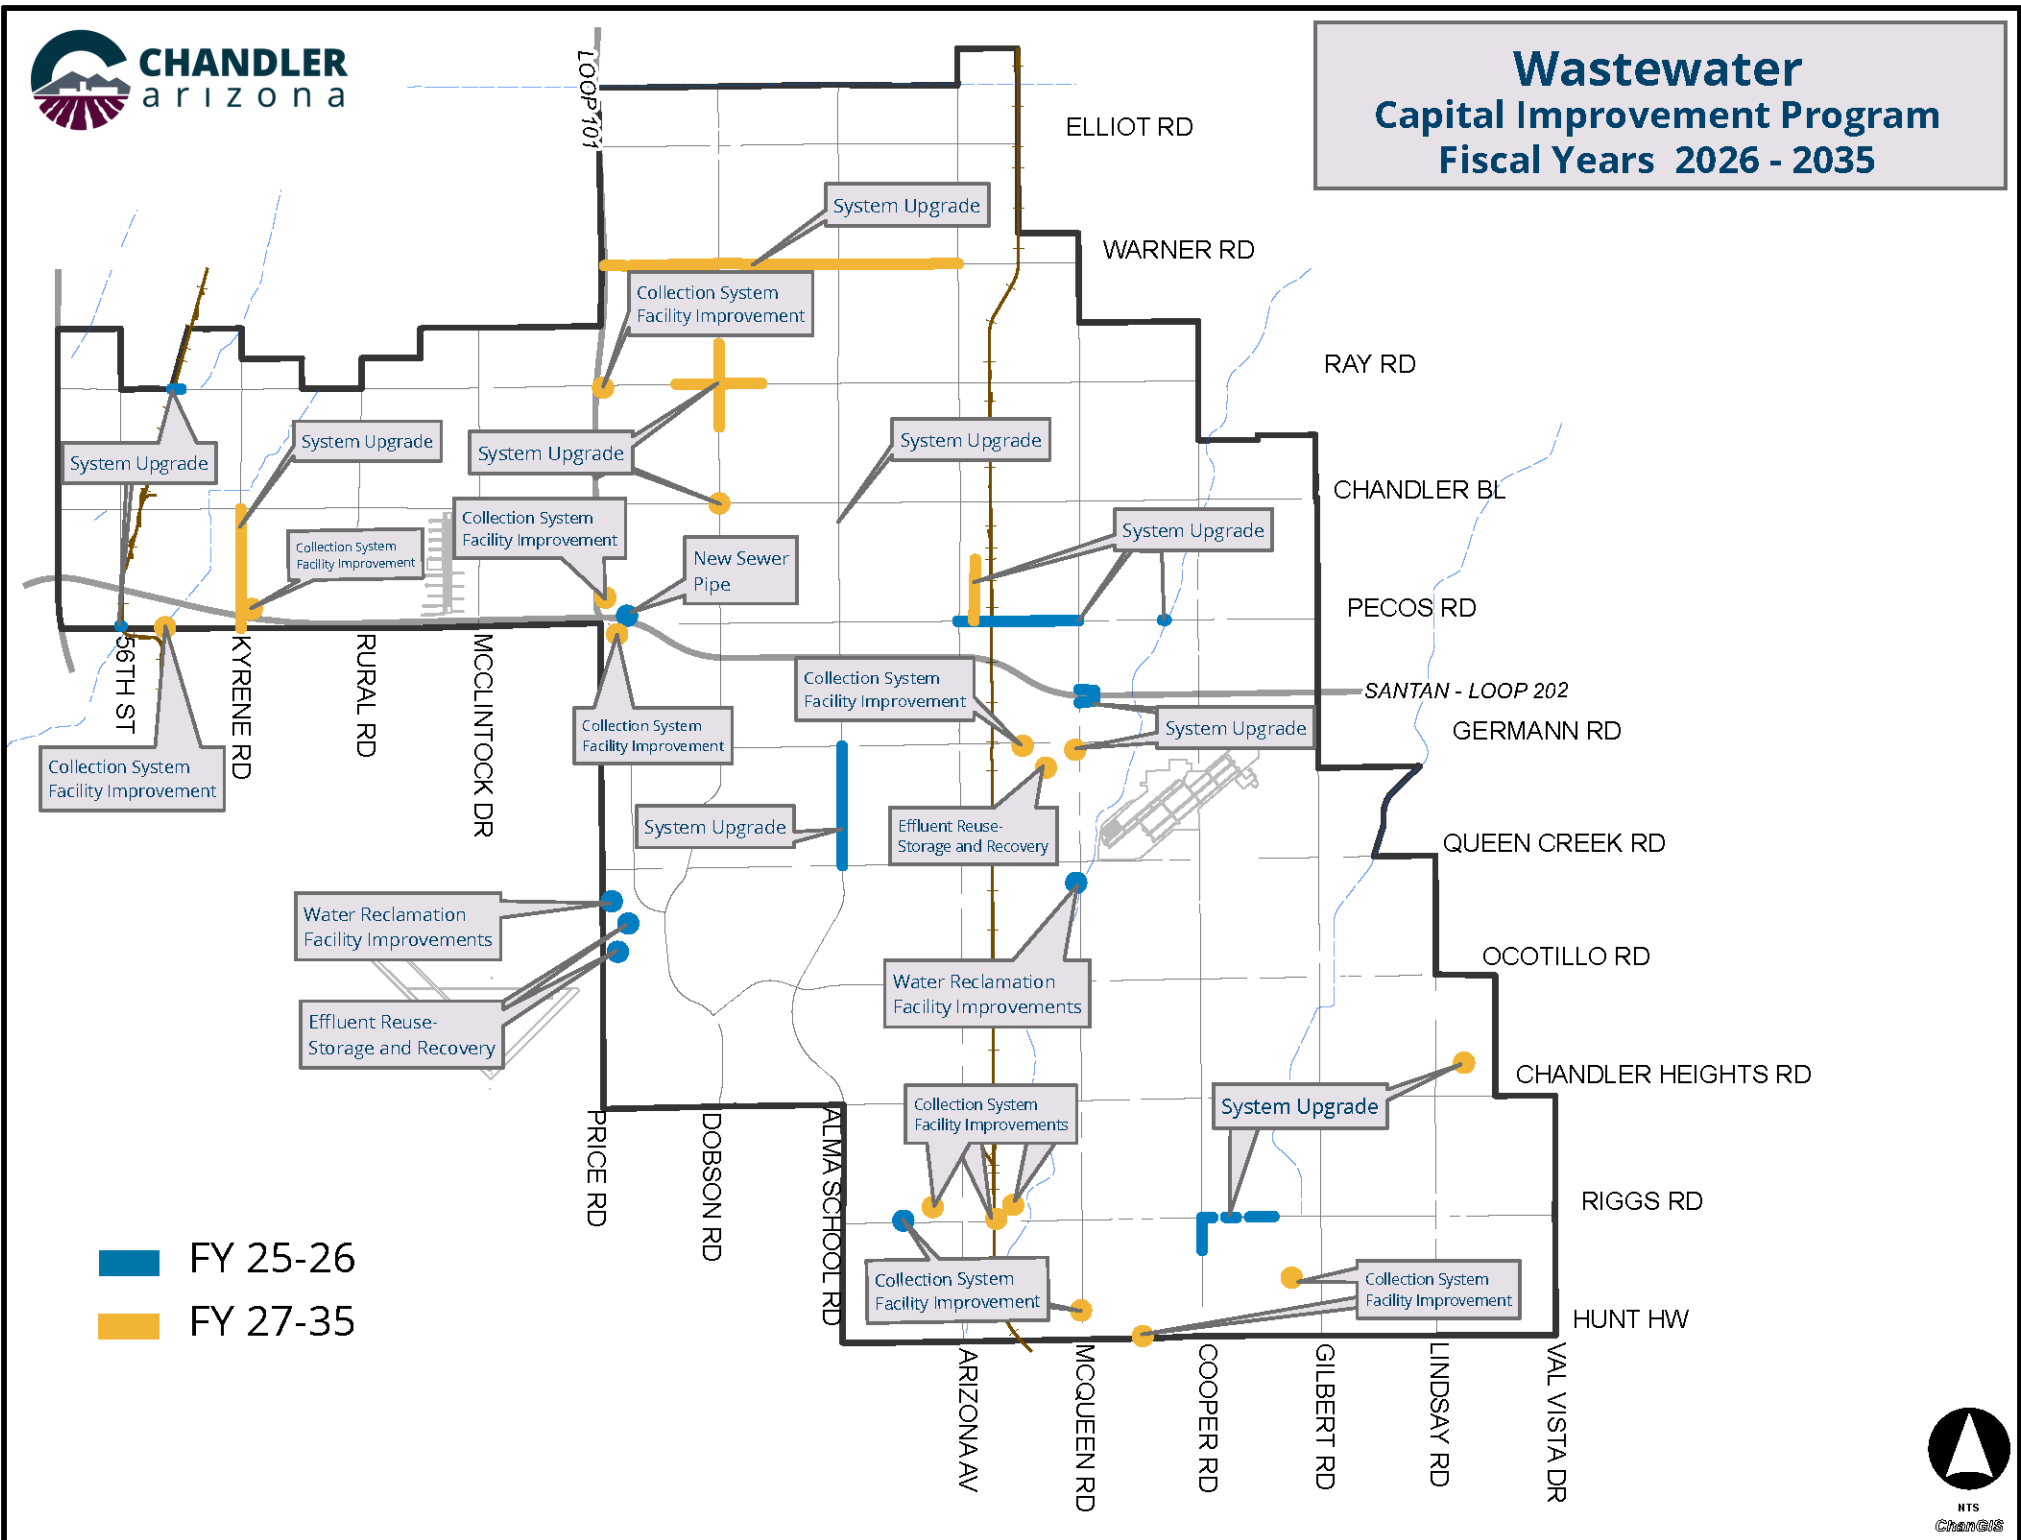 CHANDLER
arizona
Wastewater
Capital Improvement Program
Fiscal Years 2026 - 2035
LOOP 101
ELLIOT RD
System Upgrade
WARNER RD
Collection System
Facility Improvement
RAY RD
System Upgrade
System Upgrade
System Upgrade
System Upgrade
CHANDLER BL
Collection System
Facility Improvement
Collection System
Facility Improvement
New Sewer
Pipe
System Upgrade
PECOS RD
56TH ST
KYRENE RD
RURAL RD
MCCLINTOCK DR
Collection System
Facility Improvement
SANTAN - LOOP 202
Collection System
Facility Improvement
System Upgrade
GERMANN RD
Collection System
Facility Improvement
System Upgrade
Effluent Reuse-
Storage and Recovery
QUEEN CREEK RD
Water Reclamation
Facility Improvements
OCOTILLO RD
Water Reclamation
Facility Improvements
Effluent Reuse-
Storage and Recovery
CHANDLER HEIGHTS RD
Collection System
Facility Improvements
System Upgrade
PRICE RD
DOBSON RD
ALMA SCHOOL RD
RIGGS RD
FY 25-26
Collection System
Facility Improvement
Collection System
Facility Improvement
FY 27-35
HUNT HW
ARIZONA AV
MCQUEEN RD
COOPER RD
GILBERT RD
LINDSAY RD
VAL VISTA DR
NTS
ChanGIS